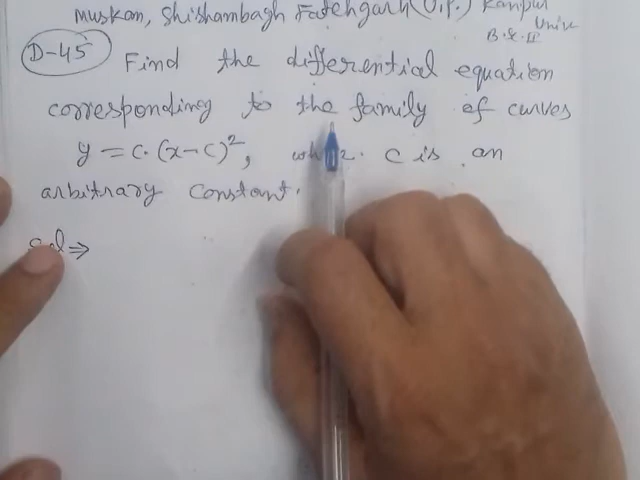 Muskan, Shishambagh Fatehgarh (U.P.) Kanpur Univ
B.Sc. II
D-45 Find the differential equation
corresponding to the family of curves
y = c.(x-c)², c is an
arbitrary constant.
Sol ⇒